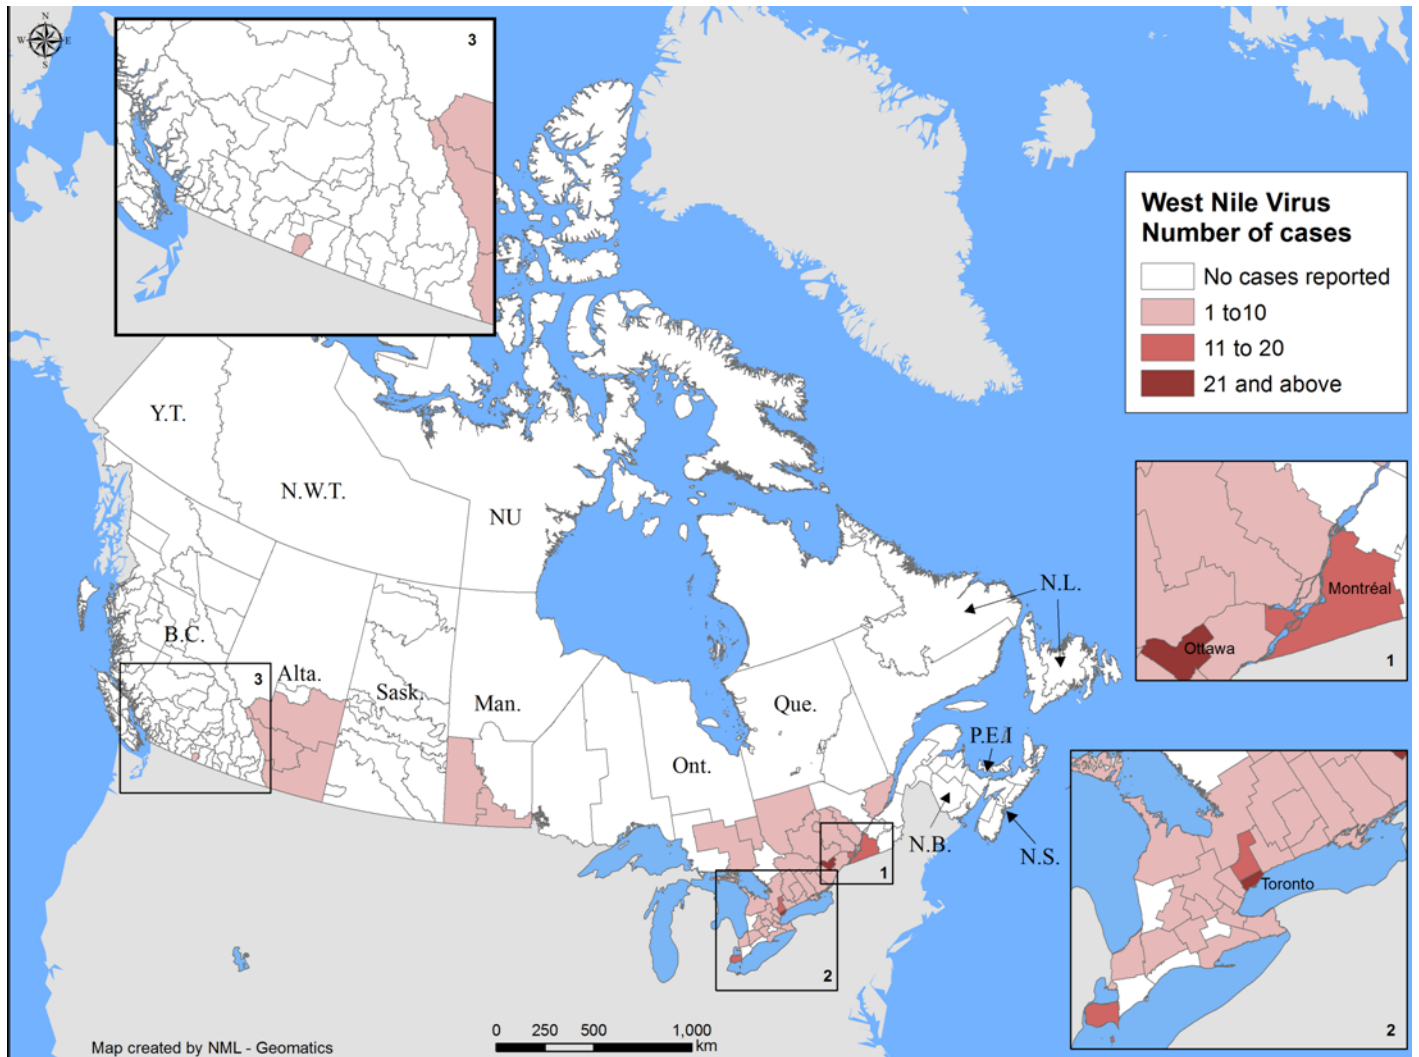 N
W E
S
3
West Nile Virus
Number of cases
No cases reported
1 to10
11 to 20
21 and above
Y.T.
N.W.T.
NU
B.C.
3
Alta.
Sask.
Man.
Ont.
Que.
N.L.
P.E.I
N.B.
N.S.
1
2
Montréal
Ottawa
1
Toronto
2
0 250 500 1,000
km
Map created by NML - Geomatics